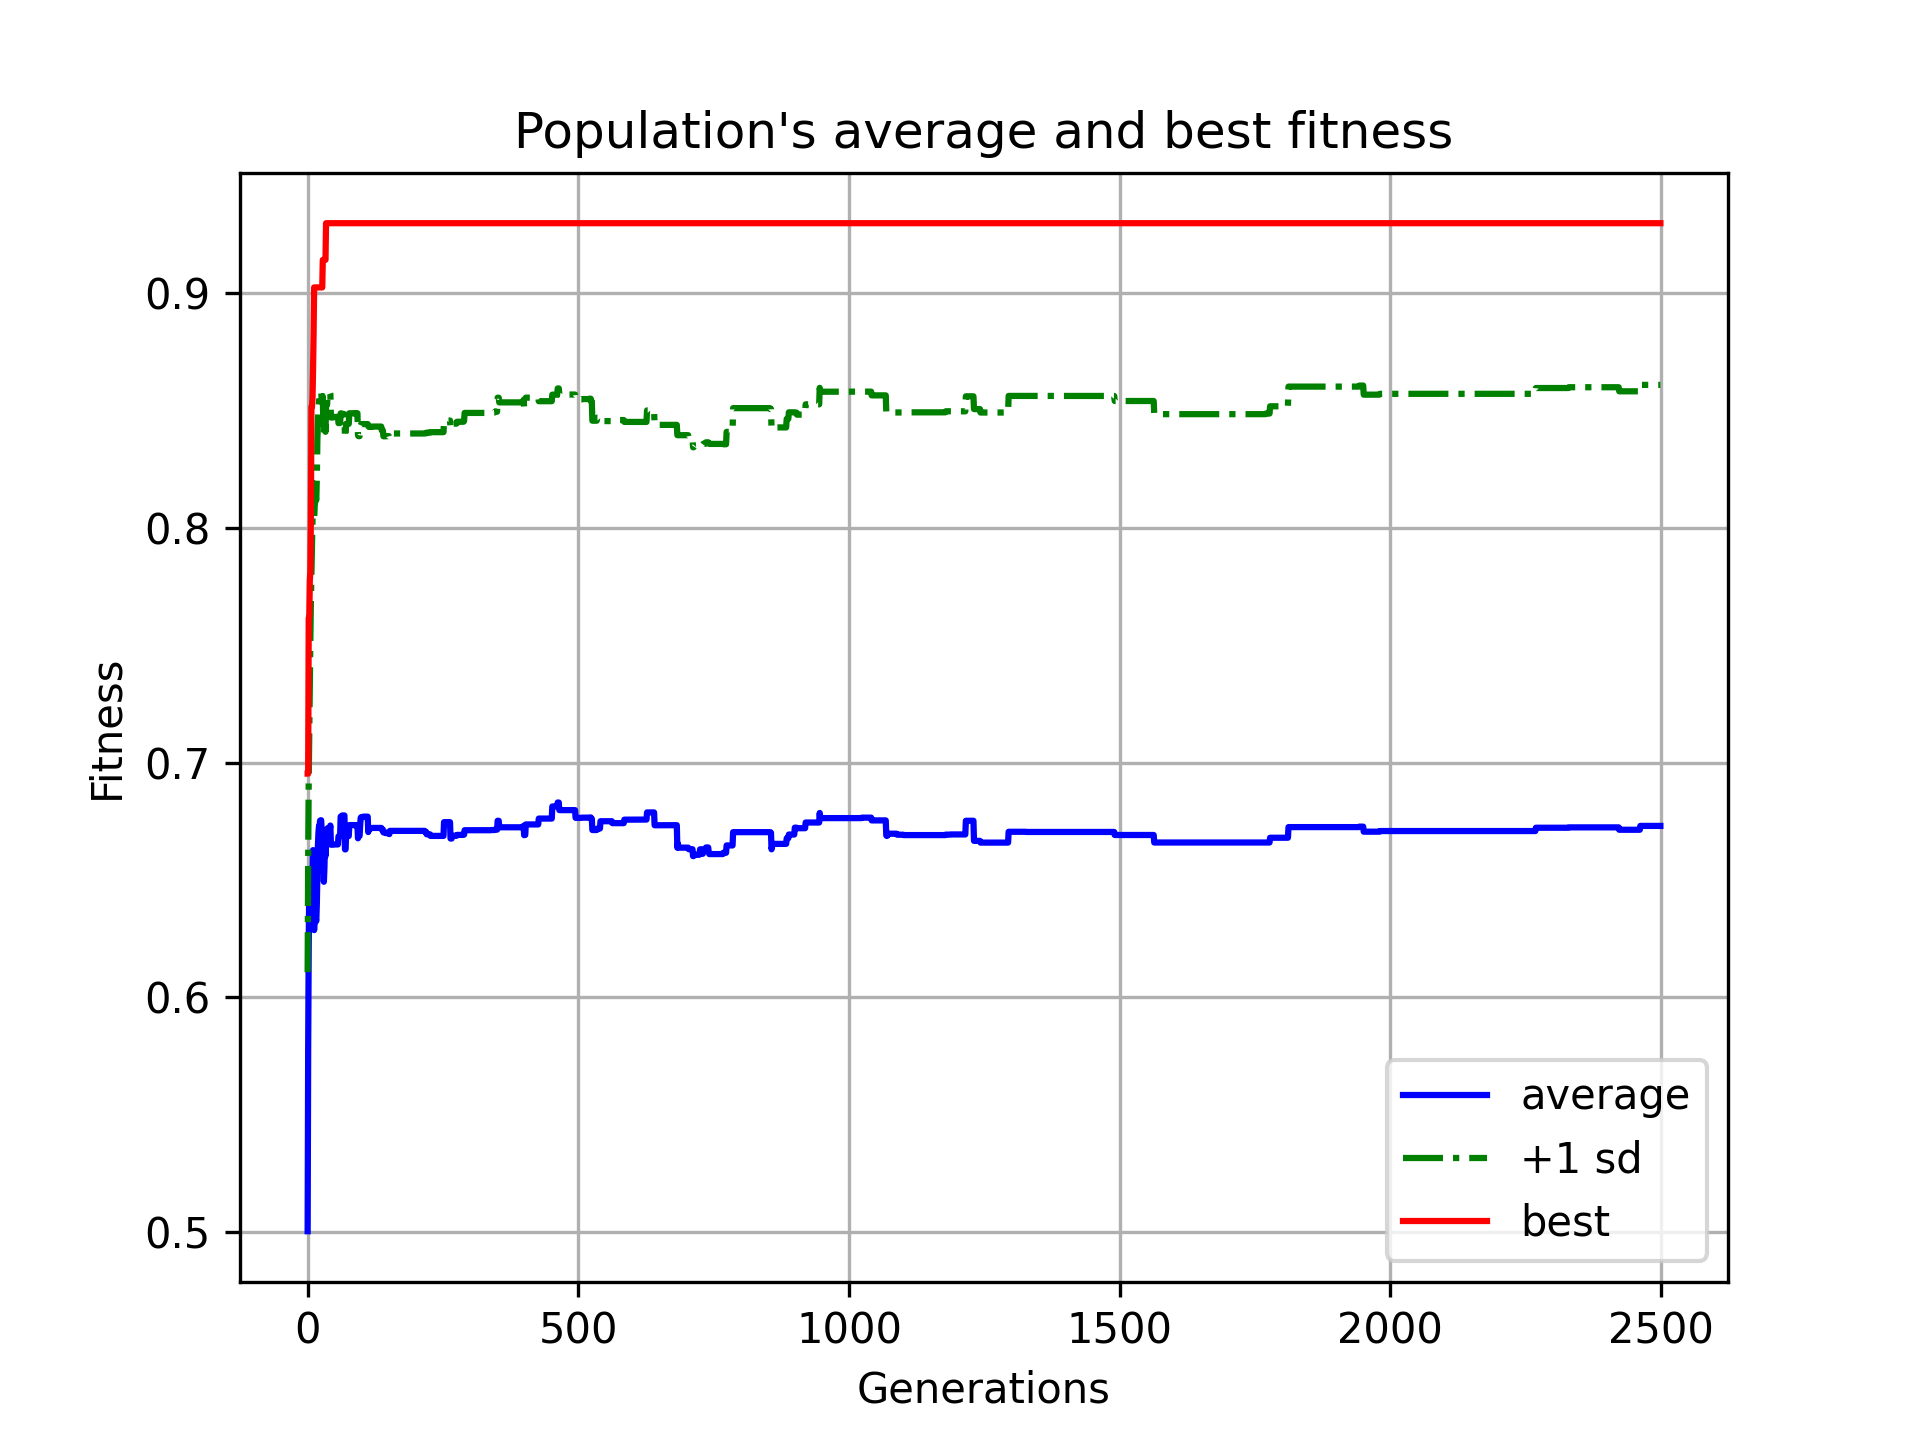 Population's average and best fitness
Fitness
0.9
0.8
0.7
0.6
0.5
0 500 1000 1500 2000 2500
Generations
average
+1 sd
best